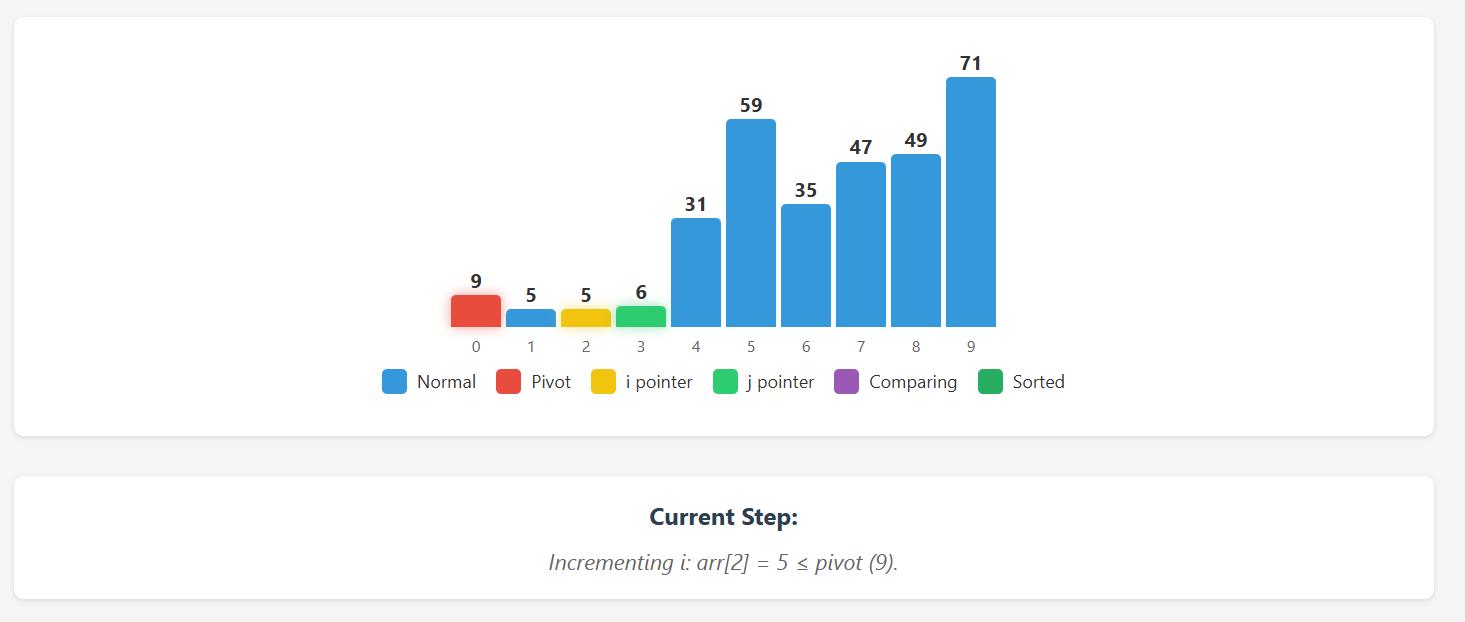 71
59
49
47
35
31
9
6
5 5
0 1 2 3 4 5 6 7 8 9
Normal Pivot i pointer j pointer Comparing Sorted
Current Step:
Incrementing i: arr[2] = 5 ≤ pivot (9).